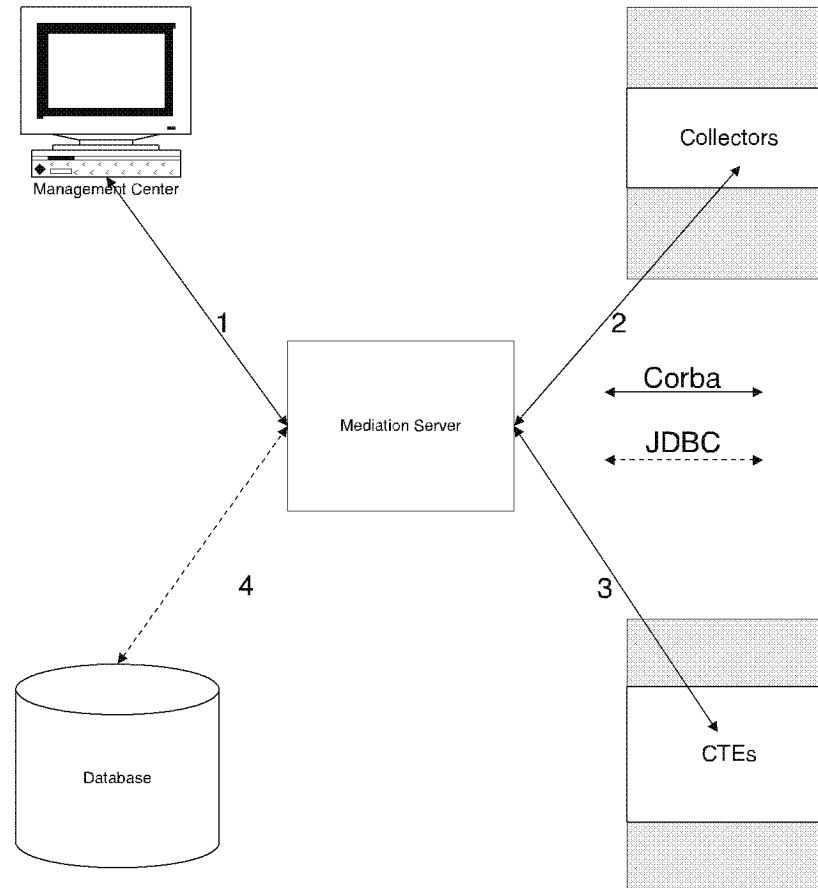 Management Center
Collectors
1
2
Corba
Mediation Server
JDBC
4
3
CTEs
Database